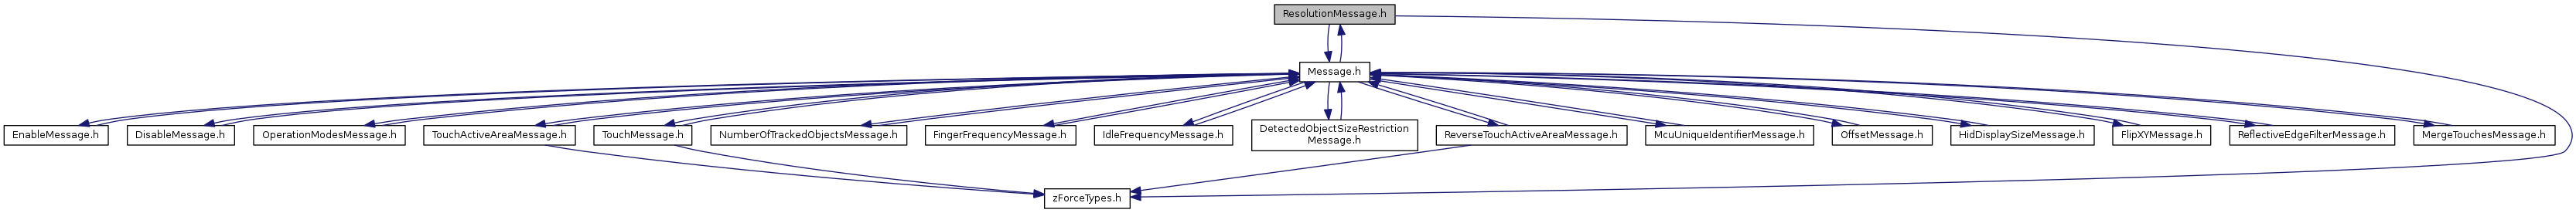 ResolutionMessage.h
Message.h
EnableMessage.h
DisableMessage.h
OperationModesMessage.h
TouchActiveAreaMessage.h
TouchMessage.h
NumberOfTrackedObjectsMessage.h
FingerFrequencyMessage.h
IdleFrequencyMessage.h
DetectedObjectSizeRestriction
Message.h
ReverseTouchActiveAreaMessage.h
McuUniqueIdentifierMessage.h
OffsetMessage.h
HidDisplaySizeMessage.h
FlipXYMessage.h
ReflectiveEdgeFilterMessage.h
MergeTouchesMessage.h
zForceTypes.h